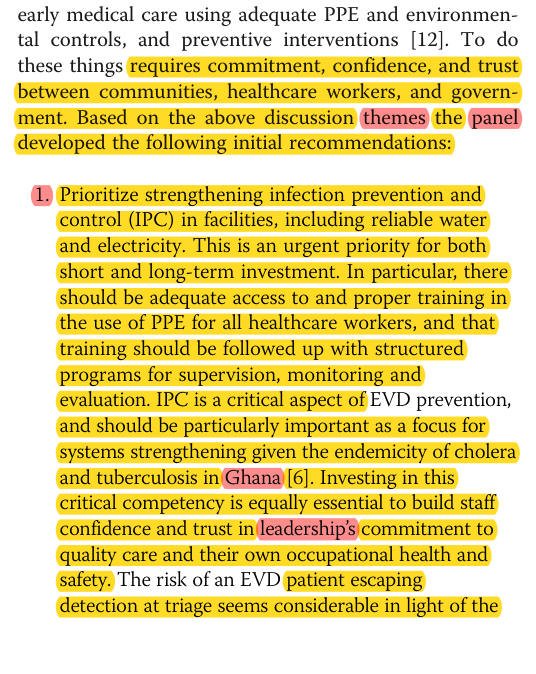 early medical care using adequate PPE and environmen-
tal controls, and preventive interventions [12]. To do
these things requires commitment, confidence, and trust
between communities, healthcare workers, and govern-
ment. Based on the above discussion themes the panel
developed the following initial recommendations:
1. Prioritize strengthening infection prevention and
control (IPC) in facilities, including reliable water
and electricity. This is an urgent priority for both
short and long-term investment. In particular, there
should be adequate access to and proper training in
the use of PPE for all healthcare workers, and that
training should be followed up with structured
programs for supervision, monitoring and
evaluation. IPC is a critical aspect of EVD prevention,
and should be particularly important as a focus for
systems strengthening given the endemicity of cholera
and tuberculosis in Ghana [6]. Investing in this
critical competency is equally essential to build staff
confidence and trust in leadership's commitment to
quality care and their own occupational health and
safety. The risk of an EVD patient escaping
detection at triage seems considerable in light of the